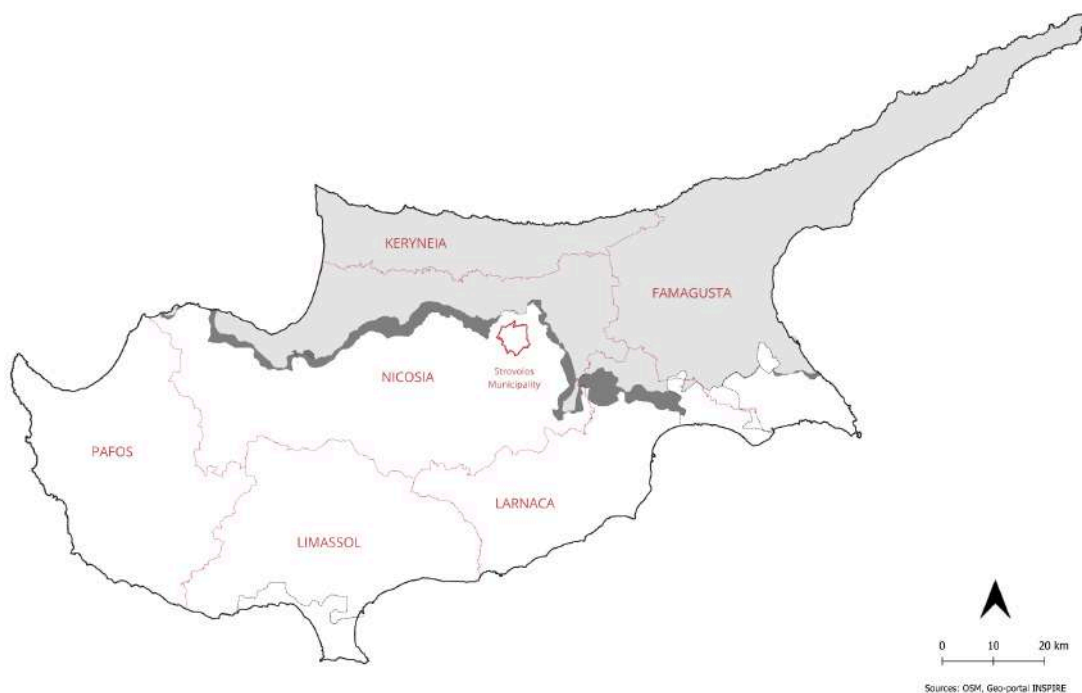 KERYNEIA
FAMAGUSTA
Strovolos
Municipality
NICOSIA
PAFOS
LARNACA
LIMASSOL
0 10 20 km
Sources: OSM, Geo-portal INSPIRE